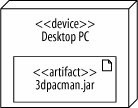 <<device>>
Desktop PC
<<artifact>>
3dpacman.jar